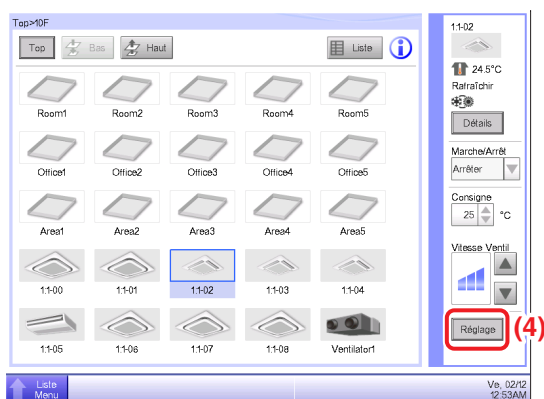 Top>10F
Top Bas Haut Liste
Room1 Room2 Room3 Room4 Room5
Office1 Office2 Office3 Office4 Office5
Area1 Area2 Area3 Area4 Area5
1:1-00 1:1-01 1:1-02 1:1-03 1:1-04
1:1-05 1:1-06 1:1-07 1:1-08 Ventilator1
1:1-02
24.5°C
Rafraîchir
Détails
Marche/Arrêt
Arrêter
Consigne
25 °C
Vitesse Ventil
Réglage (4)
Liste
Menu
Ve, 02/12
12:53AM